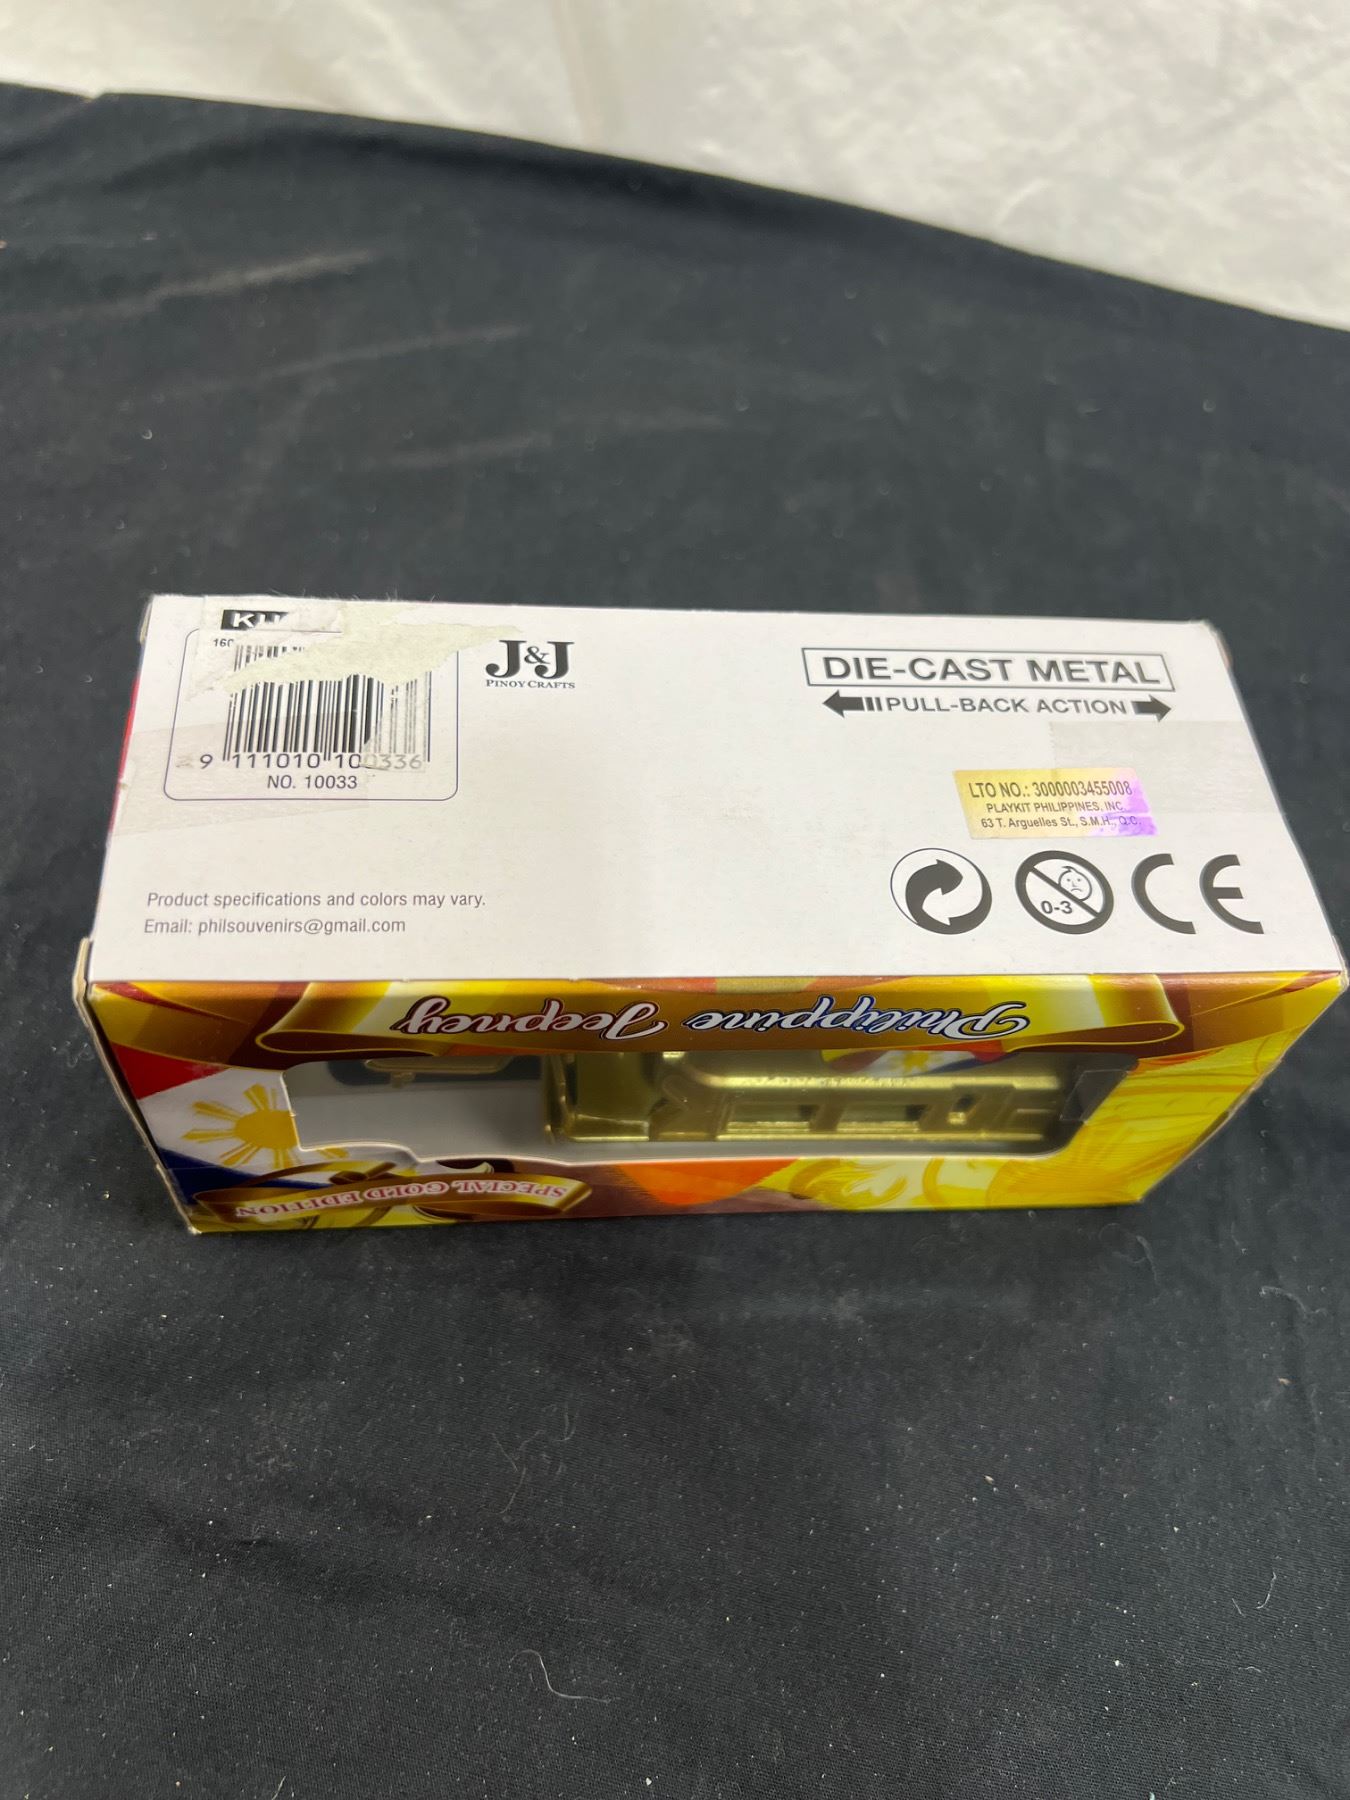 J&J
PINOY CRAFTS
DIE-CAST METAL
PULL-BACK ACTION
9 111010 100336
NO. 10033
LTO NO.: 3000003455008
PLAYKIT PHILIPPINES, INC.
63 T. Arguelles St., S.M.H., Q.C.
0-3
CE
Product specifications and colors may vary.
Email: philsouvenirs@gmail.com
Philippine Jeepney
SPECIAL GOLD EDITION